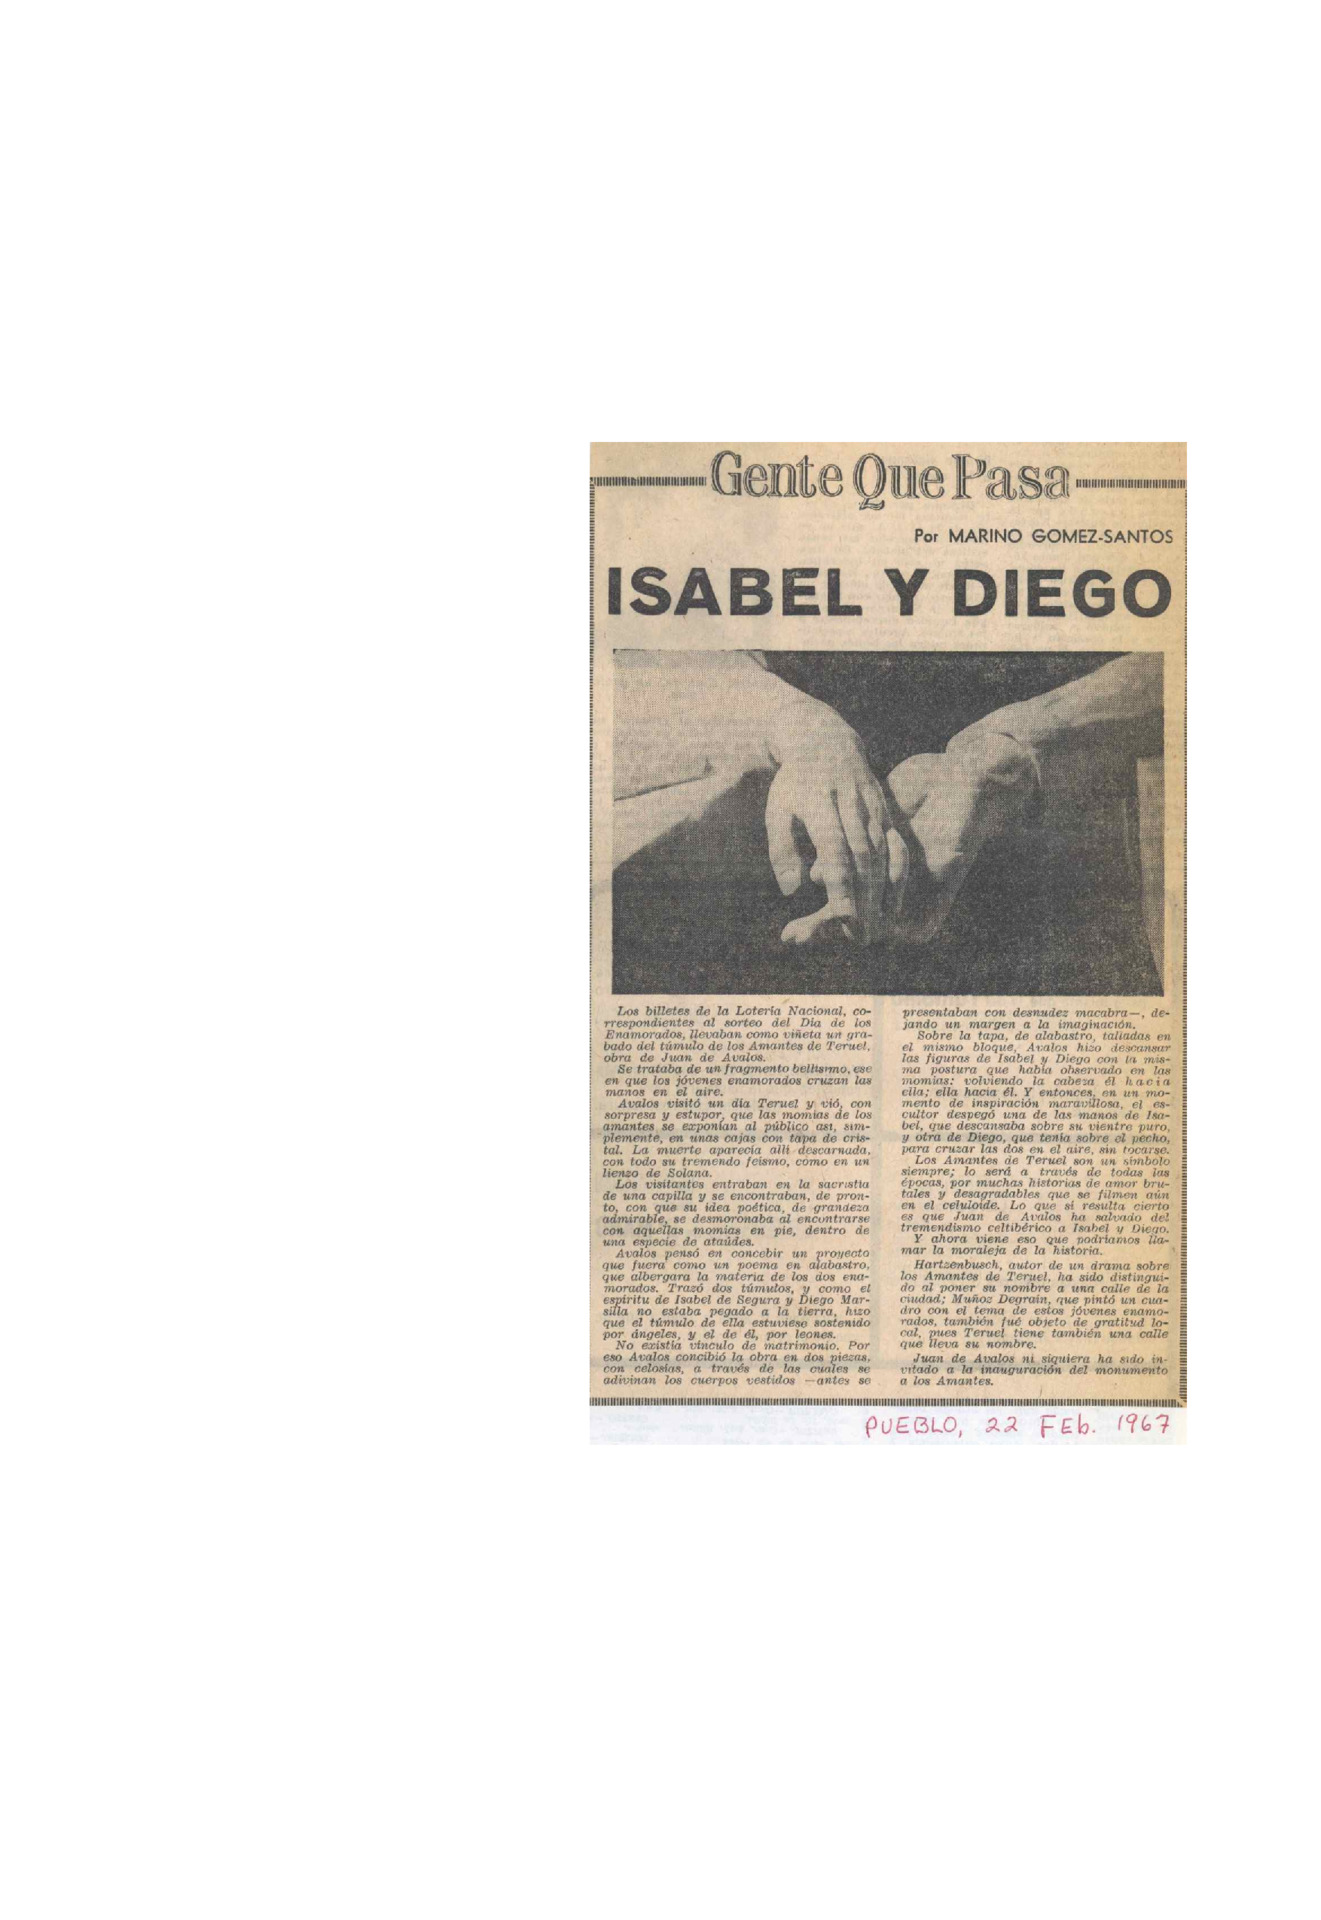 Gente Que Pasa
Por MARINO GOMEZ-SANTOS
ISABEL Y DIEGO
Los billetes de la Lotería Nacional, co-
rrespondientes al sorteo del Día de los
Enamorados, llevaban como viñeta un gra-
bado del túmulo de los Amantes de Teruel,
obra de Juan de Avalos.
Se trataba de un fragmento bellísmo, ese
en que los jóvenes enamorados cruzan las
manos en el aire.
Avalos visitó un día Teruel y vió, con
sorpresa y estupor, que las momias de los
amantes se exponían al público así, sim-
plemente, en unas cajas con tapa de cris-
tal. La muerte aparecía allí descarnada,
con todo su tremendo feísmo, como en un
lienzo de Solana.
Los visitantes entraban en la sacristía
de una capilla y se encontraban, de pron-
to, con que su idea poética, de grandeza
admirable, se desmoronaba al encontrarse
con aquellas momias en pie, dentro de
una especie de ataúdes.
Avalos pensó en concebir un proyecto
que fuera como un poema en alabastro,
que albergara la materia de los dos ena-
morados. Trazó dos túmulos, y como el
espíritu de Isabel de Segura y Diego Mar-
silla no estaba pegado a la tierra, hizo
que el túmulo de ella estuviese sostenido
por ángeles, y el de él, por leones.
No existía vínculo de matrimonio. Por
eso Avalos concibió la obra en dos piezas,
con celosías, a través de las cuales se
adivinan los cuerpos vestidos —antes se
presentaban con desnudez macabra—, de-
jando un margen a la imaginación.
Sobre la tapa, de alabastro, talladas en
el mismo bloque, Avalos hizo descansar
las figuras de Isabel y Diego con la mis-
ma postura que había observado en las
momias: volviendo la cabeza él hacia
ella; ella hacia él. Y entonces, en un mo-
mento de inspiración maravillosa, el es-
cultor despegó una de las manos de Isa-
bel, que descansaba sobre su vientre puro,
y otra de Diego, que tenía sobre el pecho,
para cruzar las dos en el aire, sin tocarse.
Los Amantes de Teruel son un símbolo
siempre; lo será a través de todas las
épocas, por muchas historias de amor bru-
tales y desagradables que se filmen aún
en el celuloide. Lo que sí resulta cierto
es que Juan de Avalos ha salvado del
tremendismo celtibérico a Isabel y Diego.
Y ahora viene eso que podríamos lla-
mar la moraleja de la historia.
Hartzenbusch, autor de un drama sobre
los Amantes de Teruel, ha sido distingui-
do al poner su nombre a una calle de la
ciudad; Muñoz Degraín, que pintó un cua-
dro con el tema de estos jóvenes enamo-
rados, también fué objeto de gratitud lo-
cal, pues Teruel tiene también una calle
que lleva su nombre.
Juan de Avalos ni siquiera ha sido in-
vitado a la inauguración del monumento
a los Amantes.
PUEBLO, 22 FEb. 1967